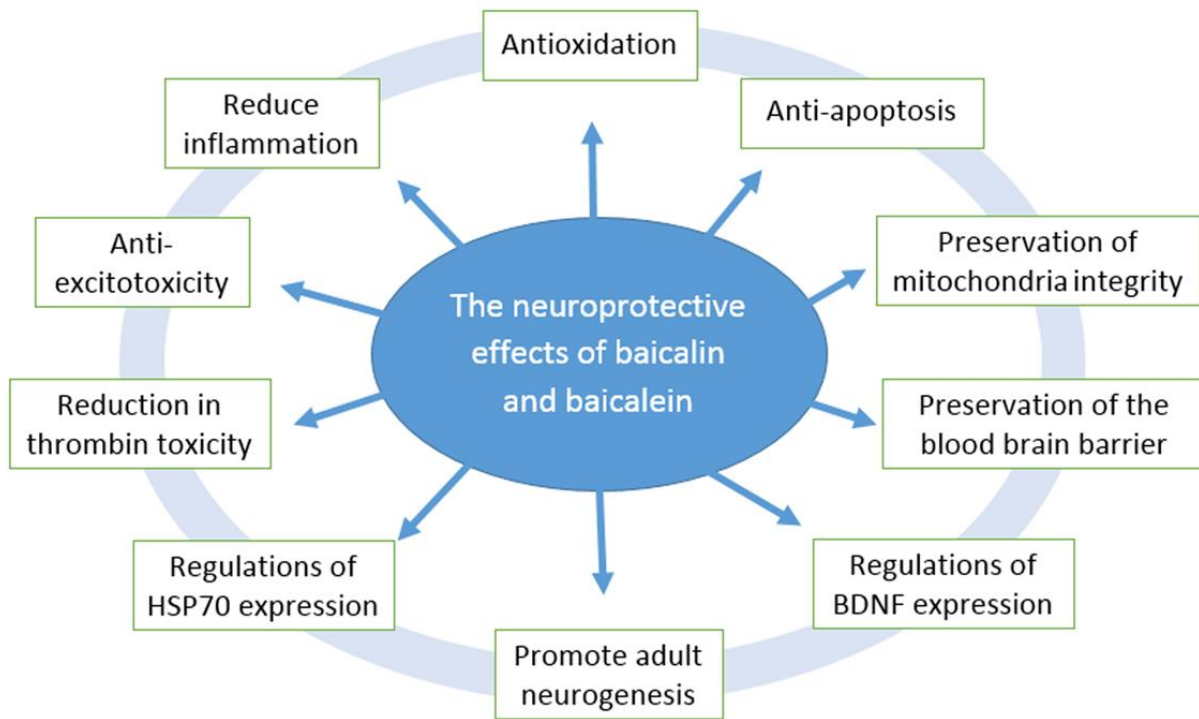 Antioxidation
Anti-apoptosis
Preservation of
mitochondria integrity
Preservation of the
blood brain barrier
Regulations of
BDNF expression
Promote adult
neurogenesis
Regulations of
HSP70 expression
Reduction in
thrombin toxicity
Anti-
excitotoxicity
Reduce
inflammation
The neuroprotective
effects of baicalin
and baicalein